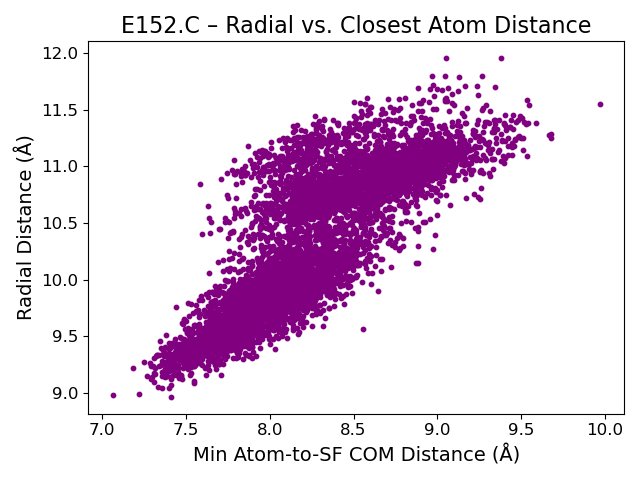 E152.C – Radial vs. Closest Atom Distance
Radial Distance (Å)
12.0
11.5
11.0
10.5
10.0
9.5
9.0
7.0 7.5 8.0 8.5 9.0 9.5 10.0
Min Atom-to-SF COM Distance (Å)